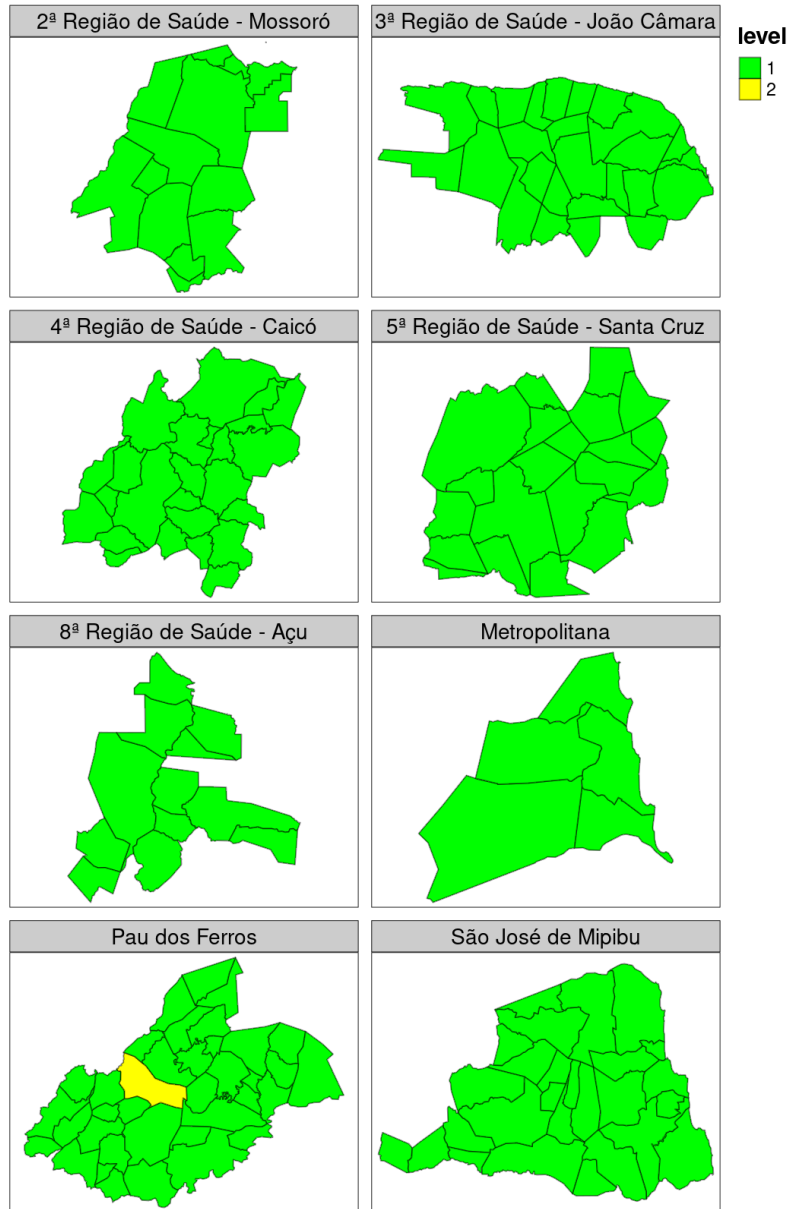 2ª Região de Saúde - Mossoró
3ª Região de Saúde - João Câmara
level
1
2
4ª Região de Saúde - Caicó
5ª Região de Saúde - Santa Cruz
8ª Região de Saúde - Açu
Metropolitana
Pau dos Ferros
São José de Mipibu